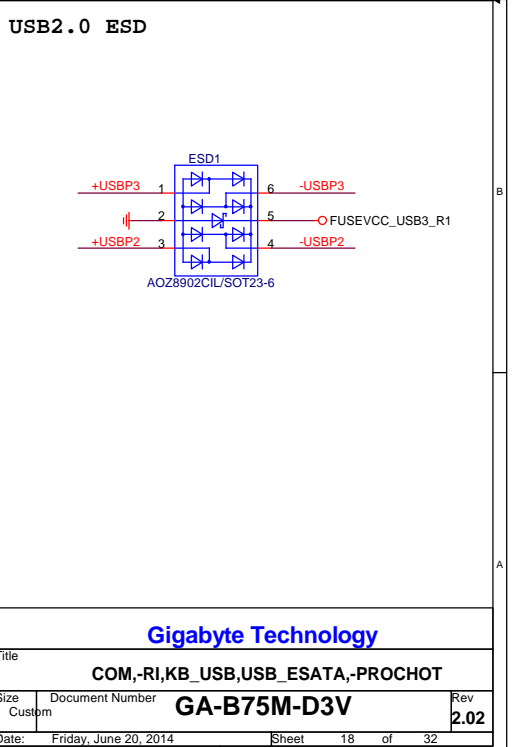 USB2.0 ESD
ESD1
+USBP3 1 6 -USBP3
B
2 5 FUSEVCC_USB3_R1
+USBP2 3 4 -USBP2
AOZ8902CIL/SOT23-6
A
Gigabyte Technology
Title
COM,-RI,KB_USB,USB_ESATA,-PROCHOT
Size Document Number Rev
Custom GA-B75M-D3V 2.02
Date: Friday, June 20, 2014 Sheet 18 of 32